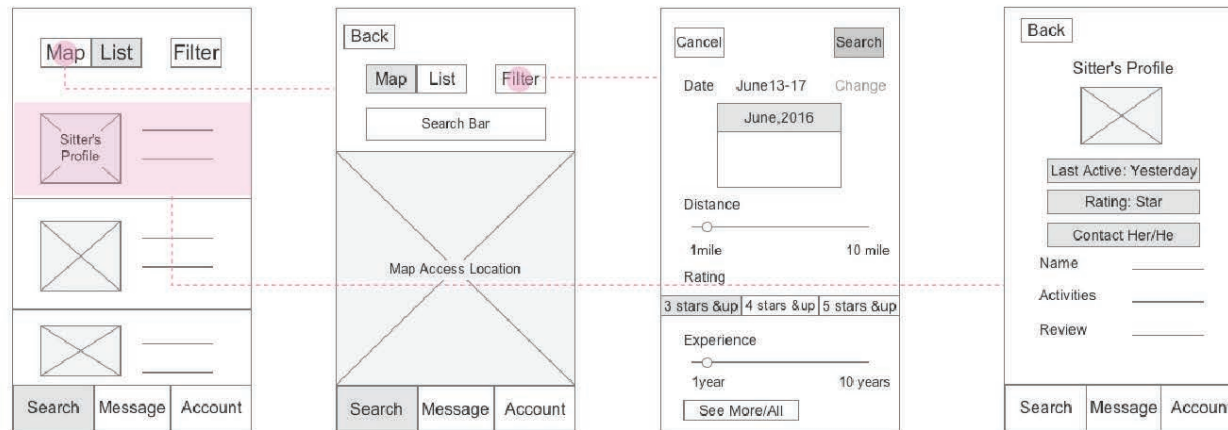 Map List Filter
Sitter's
Profile
Search Message Account
Back
Map List Filter
Search Bar
Map Access Location
Search Message Account
Cancel Search
Date June13-17 Change
June,2016
Distance
1mile 10 mile
Rating
3 stars &up 4 stars &up 5 stars &up
Experience
1year 10 years
See More/All
Back
Sitter's Profile
Last Active: Yesterday
Rating: Star
Contact Her/He
Name
Activities
Review
Search Message Account